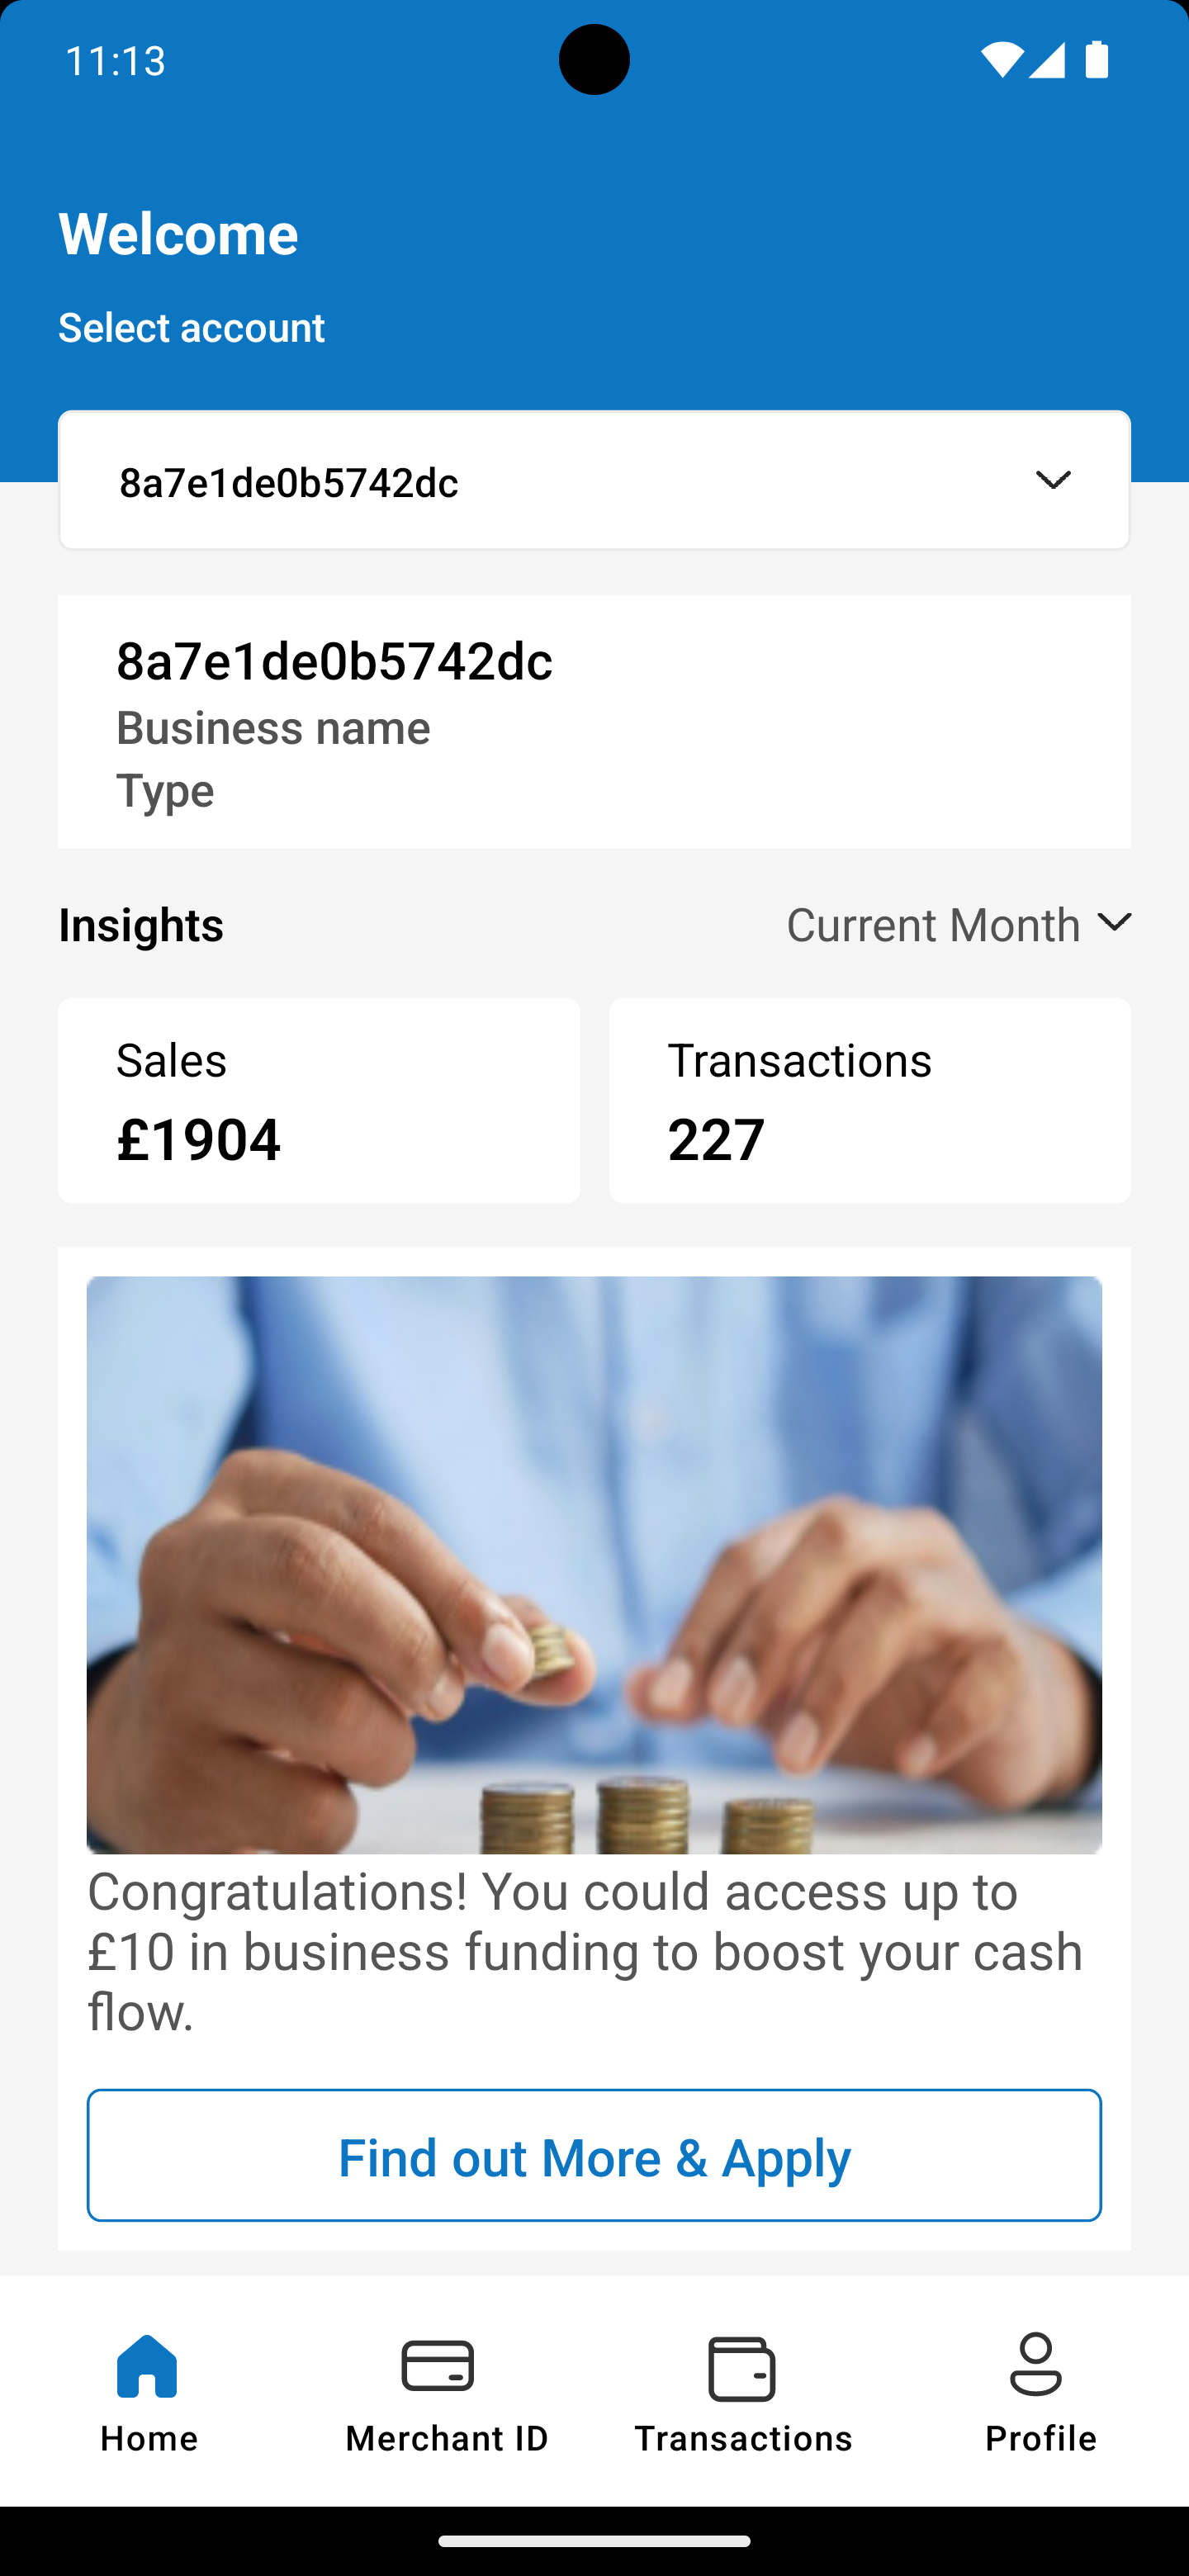 11:13
Welcome
Select account
8a7e1de0b5742dc
8a7e1de0b5742dc
Business name
Type
Insights
Current Month
Sales
£1904
Transactions
227
Congratulations! You could access up to
£10 in business funding to boost your cash
flow.
Find out More & Apply
Home
Merchant ID
Transactions
Profile